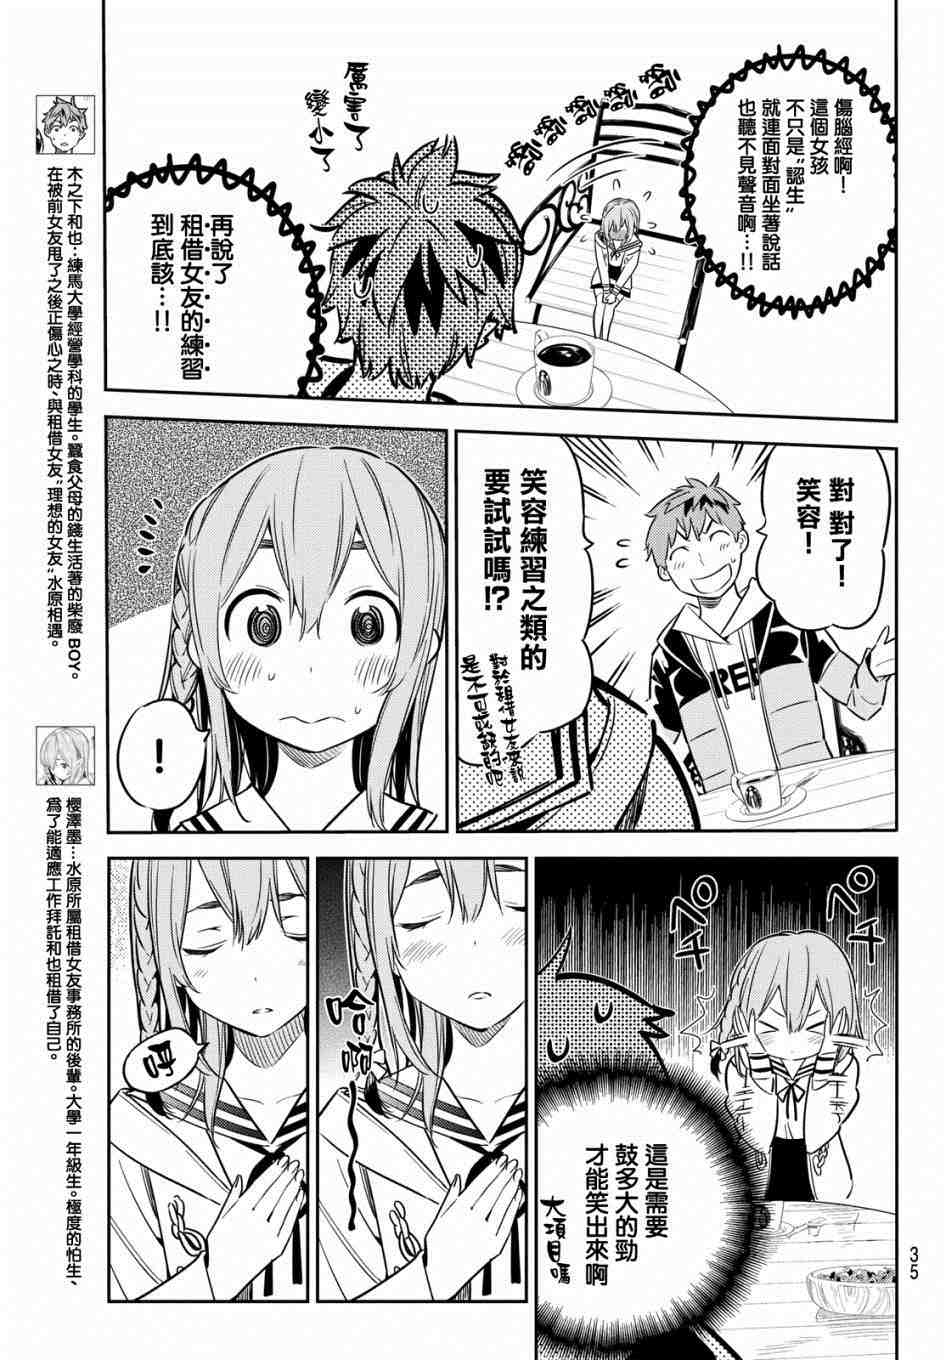 傷腦經啊！
這個女孩
不只是"認生"
就連面對面坐著說話
也聽不見聲音啊…!!
縮
縮
縮
縮
縮
厲害了
變小了
再說了
租借女友的練習
到底該…!!
對對了！
笑容！
笑容練習之類的
要試試嗎!?
對於租借女友來說
是不可或缺的吧
！
ペチ
ペチ
這是需要
鼓多大的勁
才能笑出來啊
大項目嗎
哈啊
呼
木之下和也…練馬大學經營學科的學生。蠶食父母的錢生活著的柴廢BOY。
在被前女友甩了之後正傷心之時、與租借女友"理想的女友"水原相遇。
櫻澤墨…水原所屬租借女友事務所的後輩。大學一年級生。極度的怕生、
為了能適應工作拜託和也租借了自己。
35